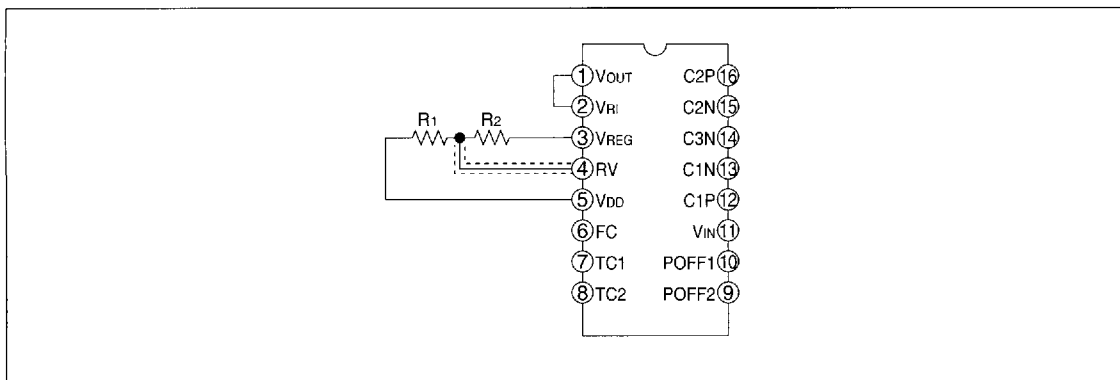 ① VOUT C2P ⑯
② VRI C2N ⑮
R1 R2 ③ VREG C3N ⑭
④ RV C1N ⑬
⑤ VDD C1P ⑫
⑥ FC VIN ⑪
⑦ TC1 POFF1 ⑩
⑧ TC2 POFF2 ⑨